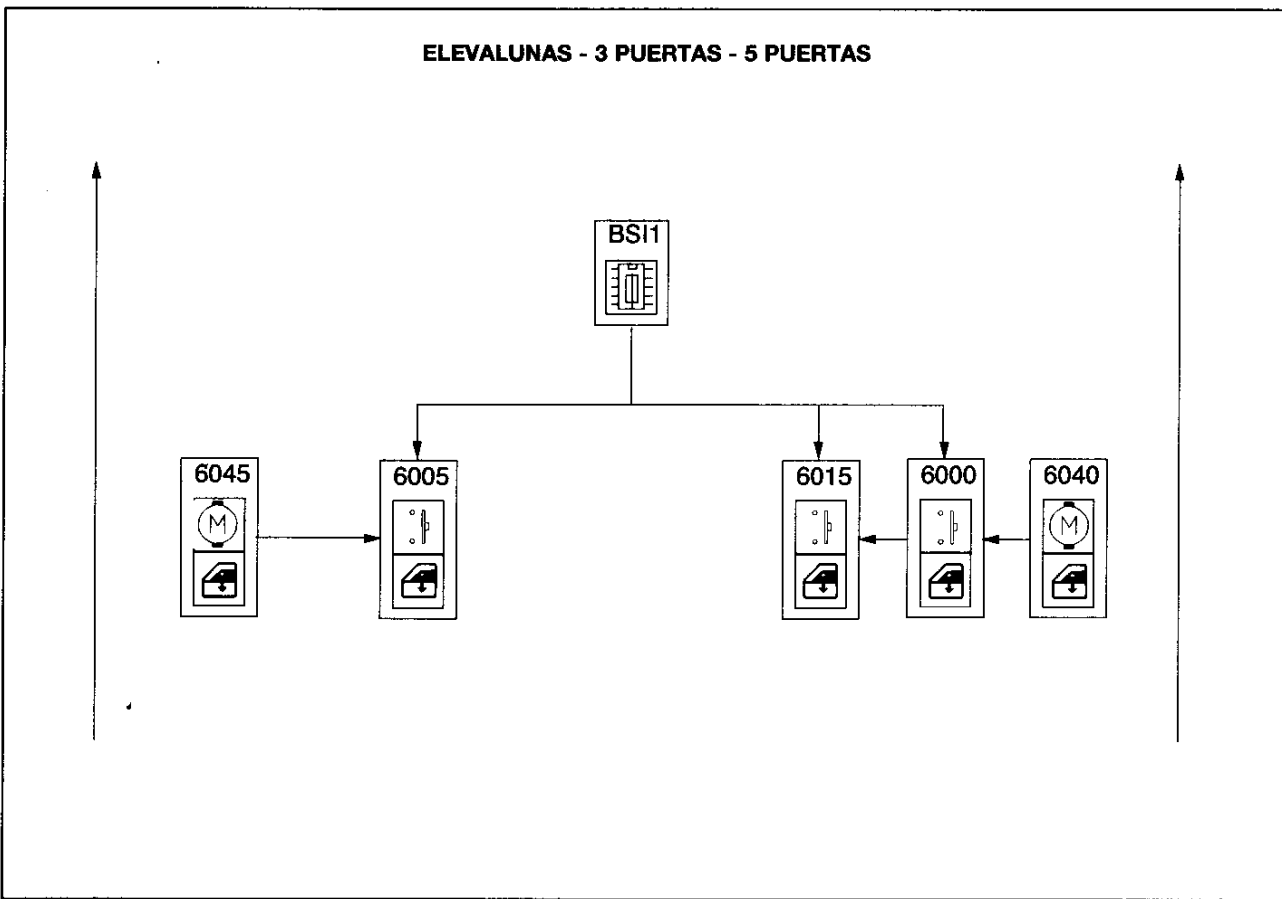 ELEVALUNAS - 3 PUERTAS - 5 PUERTAS
BSI1
6045
6005
6015
6000
6040
M
M